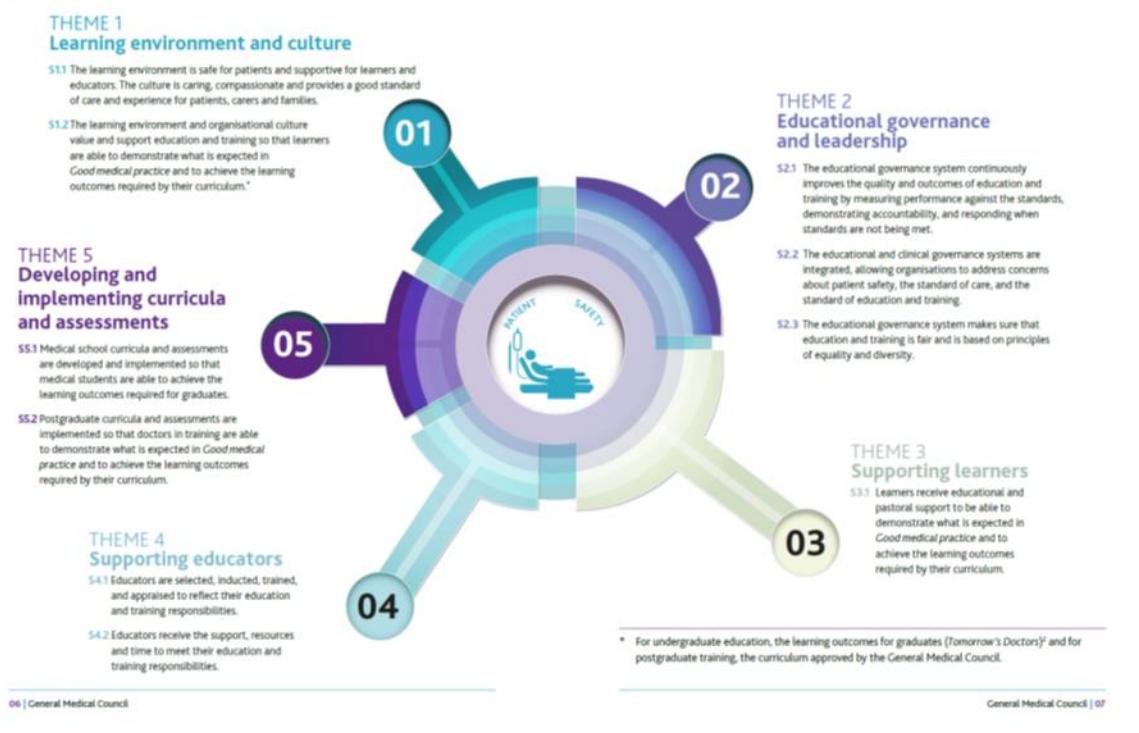 THEME 1
Learning environment and culture
S1.1 The learning environment is safe for patients and supportive for learners and
educators. The culture is caring, compassionate and provides a good standard
of care and experience for patients, carers and families.
S1.2 The learning environment and organisational culture
value and support education and training so that learners
are able to demonstrate what is expected in
Good medical practice and to achieve the learning
outcomes required by their curriculum.*
01
THEME 2
Educational governance
and leadership
S2.1 The educational governance system continuously
improves the quality and outcomes of education and
training by measuring performance against the standards,
demonstrating accountability, and responding when
standards are not being met.
S2.2 The educational and clinical governance systems are
integrated, allowing organisations to address concerns
about patient safety, the standard of care, and the
standard of education and training.
S2.3 The educational governance system makes sure that
education and training is fair and is based on principles
of equality and diversity.
02
THEME 5
Developing and
implementing curricula
and assessments
S5.1 Medical school curricula and assessments
are developed and implemented so that
medical students are able to achieve the
learning outcomes required for graduates.
S5.2 Postgraduate curricula and assessments are
implemented so that doctors in training are able
to demonstrate what is expected in Good medical
practice and to achieve the learning outcomes
required by their curriculum.
05
PATIENT SAFETY
THEME 3
Supporting learners
S3.1 Learners receive educational and
pastoral support to be able to
demonstrate what is expected in
Good medical practice and to
achieve the learning outcomes
required by their curriculum.
03
THEME 4
Supporting educators
S4.1 Educators are selected, inducted, trained,
and appraised to reflect their education
and training responsibilities.
S4.2 Educators receive the support, resources
and time to meet their education and
training responsibilities.
04
* For undergraduate education, the learning outcomes for graduates (Tomorrow's Doctors)² and for
postgraduate training, the curriculum approved by the General Medical Council.
06 | General Medical Council
General Medical Council | 07